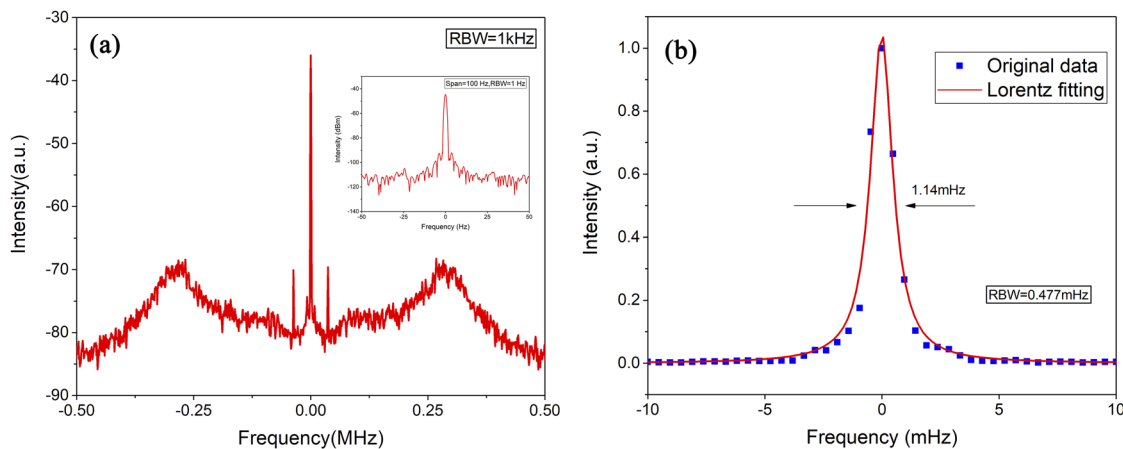 (a)
RBW=1kHz
Intensity(a.u.)
-30
-40
-50
-60
-70
-80
-90
-0.50
-0.25
0.00
0.25
0.50
Frequency(MHz)
Span=100 Hz,RBW=1 Hz
Intensity (dBm)
-40
-60
-80
-100
-120
-140
-50
-25
0
25
50
Frequency (Hz)
(b)
Original data
Lorentz fitting
1.14mHz
RBW=0.477mHz
Intensity (a.u.)
1.0
0.8
0.6
0.4
0.2
0.0
-10
-5
0
5
10
Frequency (mHz)